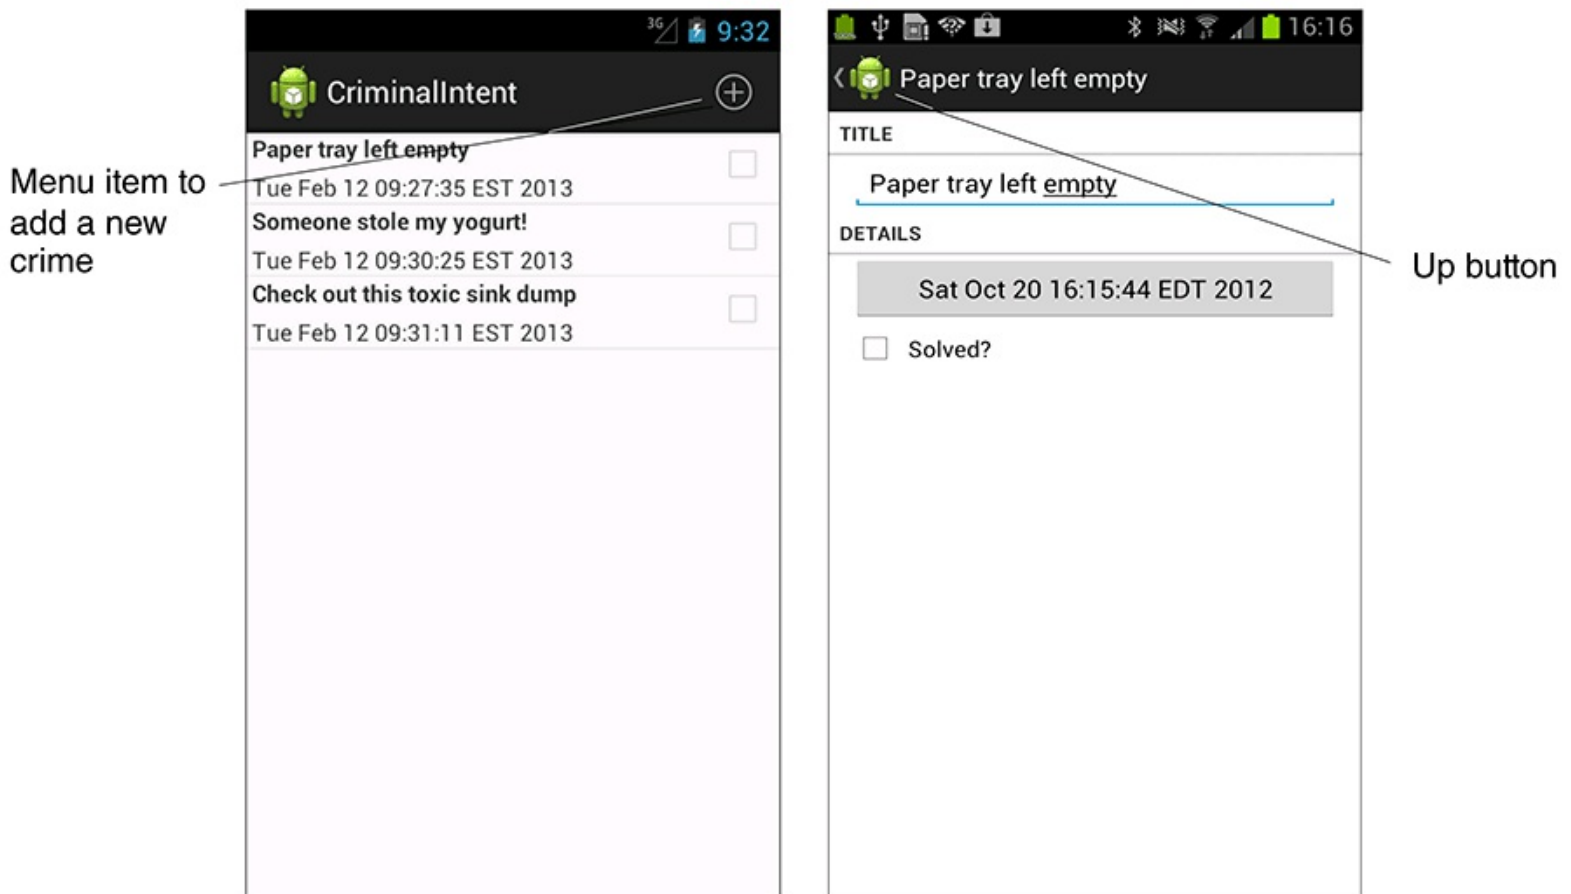 3G 9:32
CriminalIntent
Menu item to
add a new
crime
Paper tray left empty
Tue Feb 12 09:27:35 EST 2013
Someone stole my yogurt!
Tue Feb 12 09:30:25 EST 2013
Check out this toxic sink dump
Tue Feb 12 09:31:11 EST 2013
100% 16:16
Paper tray left empty
TITLE
Paper tray left empty
DETAILS
Sat Oct 20 16:15:44 EDT 2012
Solved?
Up button